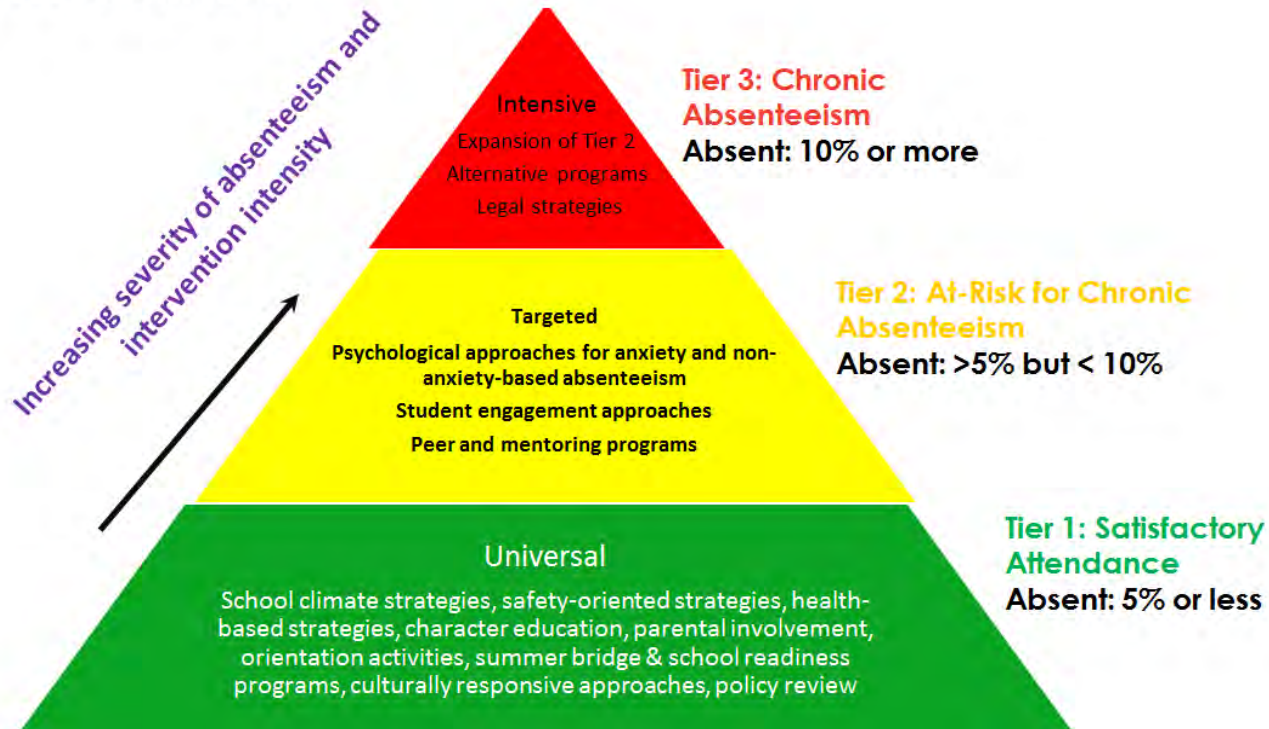 Increasing severity of absenteeism and
intervention intensity
Intensive
Expansion of Tier 2
Alternative programs
Legal strategies
Tier 3: Chronic
Absenteeism
Absent: 10% or more
Targeted
Psychological approaches for anxiety and non-
anxiety-based absenteeism
Student engagement approaches
Peer and mentoring programs
Tier 2: At-Risk for Chronic
Absenteeism
Absent: >5% but < 10%
Universal
School climate strategies, safety-oriented strategies, health-
based strategies, character education, parental involvement,
orientation activities, summer bridge & school readiness
programs, culturally responsive approaches, policy review
Tier 1: Satisfactory
Attendance
Absent: 5% or less